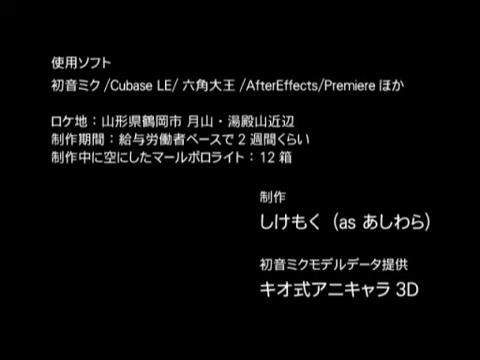 使用ソフト
初音ミク/Cubase LE/ 六角大王 /AfterEffects/Premiere ほか
ロケ地：山形県鶴岡市 月山・湯殿山近辺
制作期間：給与労働者ベースで 2 週間くらい
制作中に空にしたマールボロライト：12 箱
制作
しけもく（as あしわら）
初音ミクモデルデータ提供
キオ式アニキャラ 3D